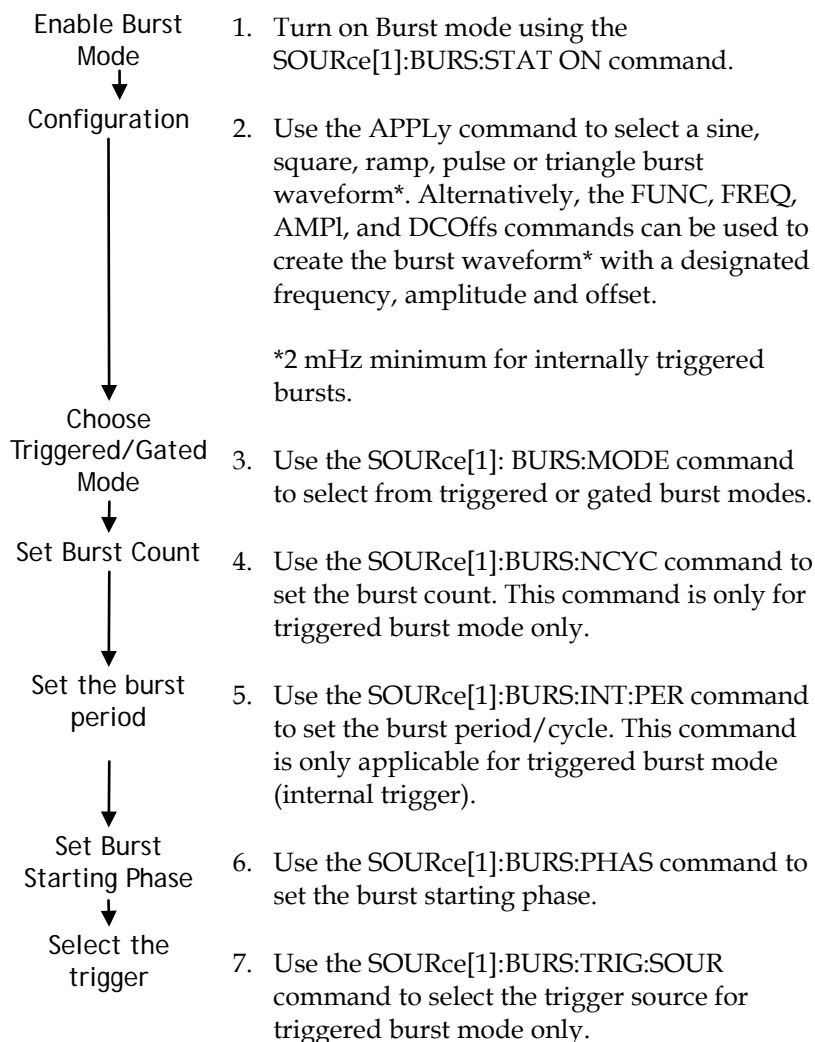 Enable Burst
Mode
1. Turn on Burst mode using the
SOURce[1]:BURS:STAT ON command.
Configuration
2. Use the APPLy command to select a sine,
square, ramp, pulse or triangle burst
waveform*. Alternatively, the FUNC, FREQ,
AMPl, and DCOffs commands can be used to
create the burst waveform* with a designated
frequency, amplitude and offset.
*2 mHz minimum for internally triggered
bursts.
Choose
Triggered/Gated
Mode
3. Use the SOURce[1]: BURS:MODE command
to select from triggered or gated burst modes.
Set Burst Count
4. Use the SOURce[1]:BURS:NCYC command to
set the burst count. This command is only for
triggered burst mode only.
Set the burst
period
5. Use the SOURce[1]:BURS:INT:PER command
to set the burst period/cycle. This command
is only applicable for triggered burst mode
(internal trigger).
Set Burst
Starting Phase
6. Use the SOURce[1]:BURS:PHAS command to
set the burst starting phase.
Select the
trigger
7. Use the SOURce[1]:BURS:TRIG:SOUR
command to select the trigger source for
triggered burst mode only.